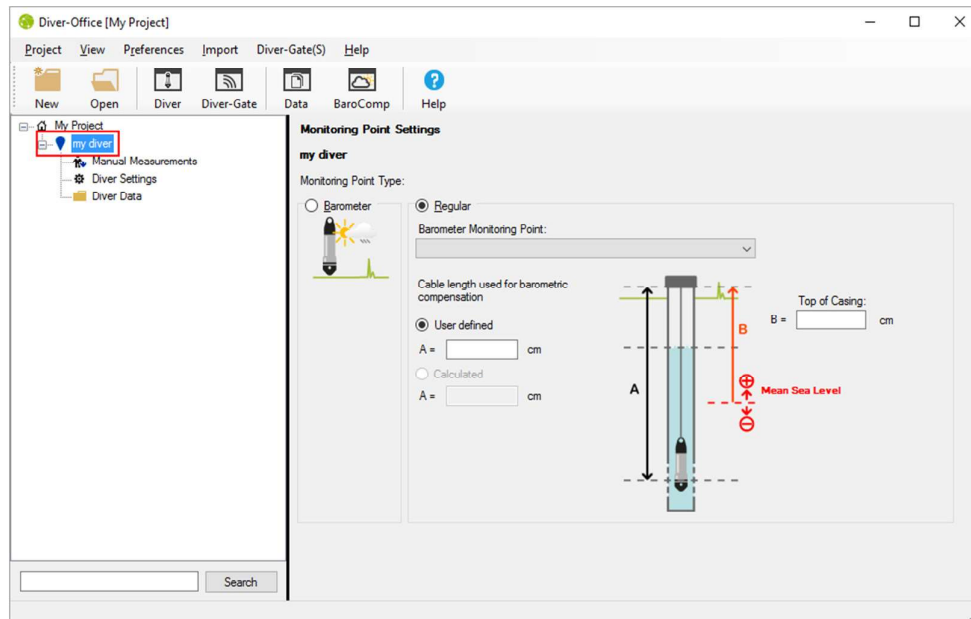 Diver-Office [My Project]
Project View Preferences Import Diver-Gate(S) Help
New Open Diver Diver-Gate Data BaroComp Help
My Project
my diver
Manual Measurements
Diver Settings
Diver Data
Search
Monitoring Point Settings
my diver
Monitoring Point Type:
Barometer
Regular
Barometer Monitoring Point:
Cable length used for barometric
compensation
User defined
A = cm
Calculated
A = cm
A
B
Top of Casing:
B = cm
Mean Sea Level